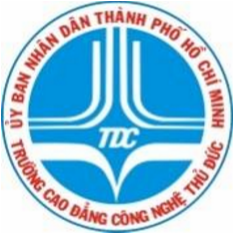 ỦY BAN NHÂN DÂN THÀNH PHỐ HỒ CHÍ MINH
TDC
TRƯỜNG CAO ĐẲNG CÔNG NGHỆ THỦ ĐỨC